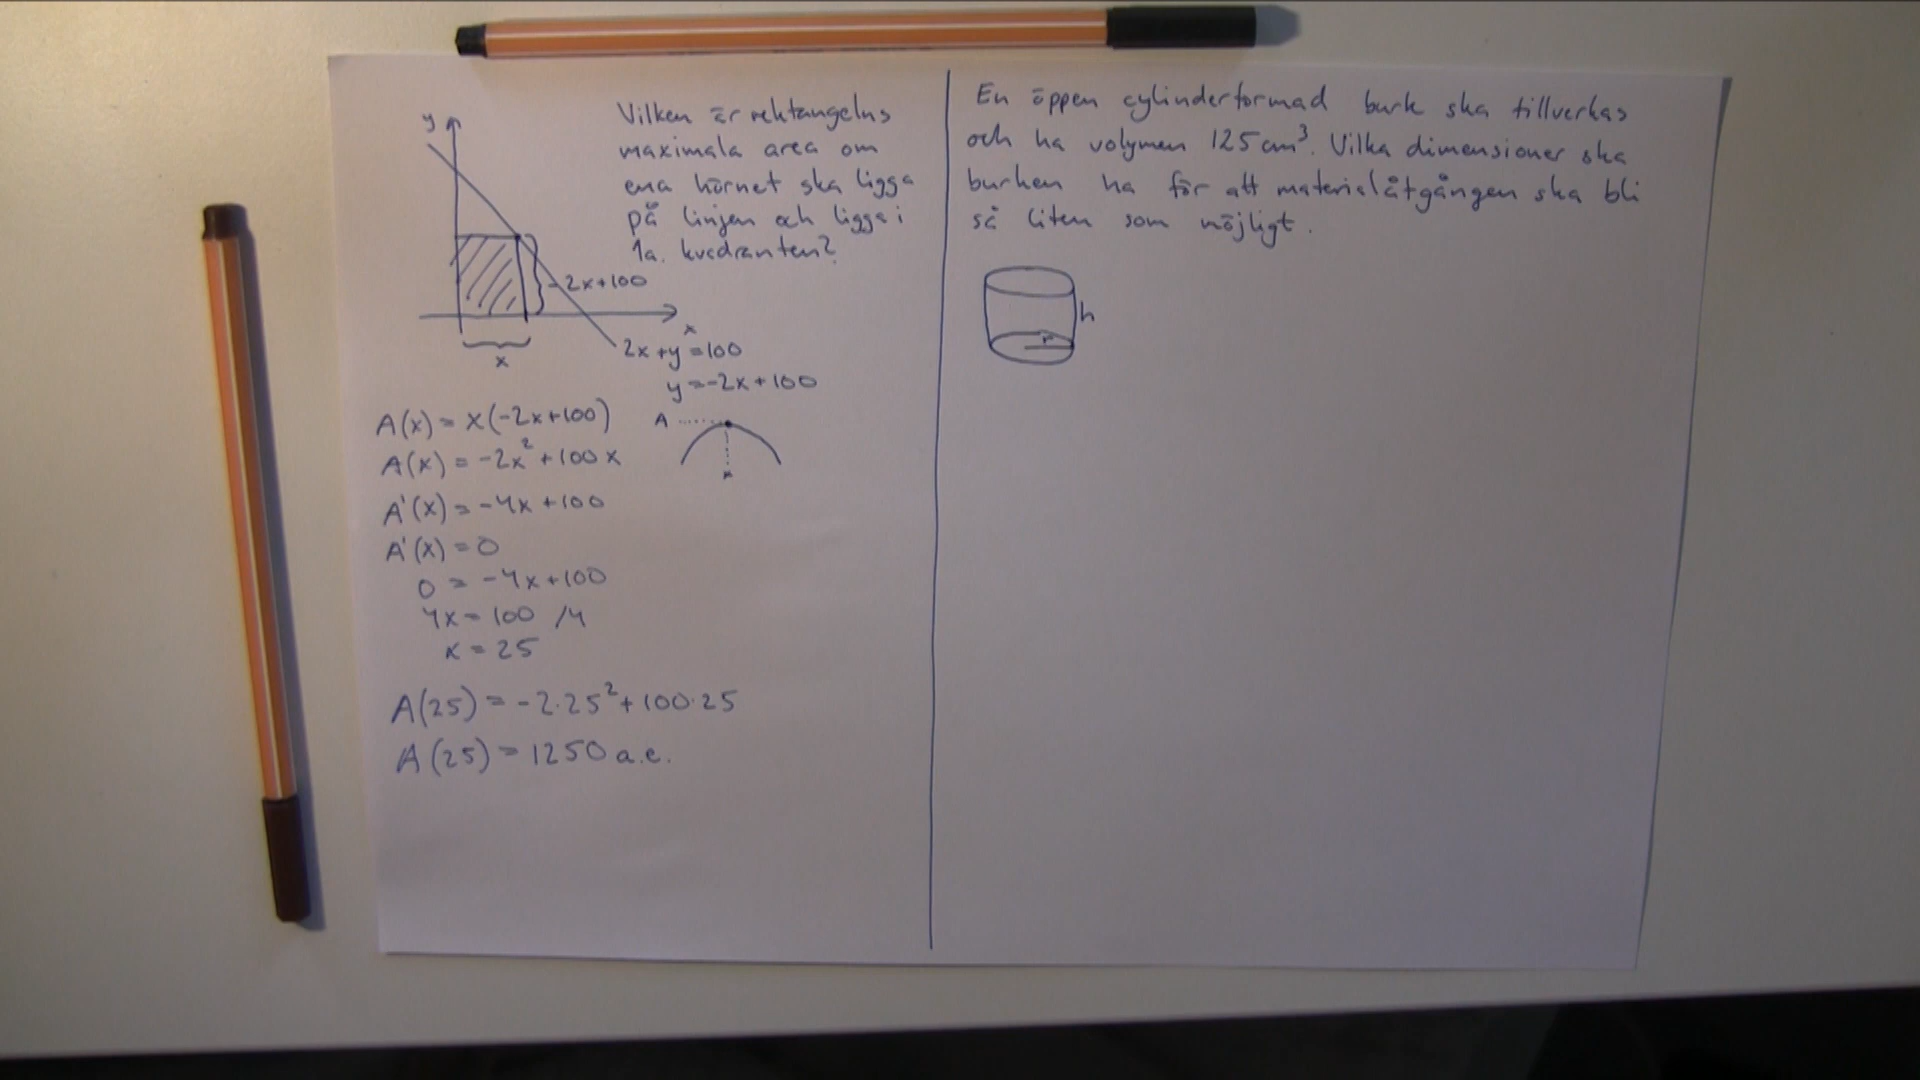 y
Vilken är rektangelns
maximala area om
ena hörnet ska ligga
på linjen och ligga i
1a. kvadranten?
-2x+100
x
x
2x+y=100
y=-2x+100
A(x)=x(-2x+100)
A(x)=-2x²+100x
A'(x)=-4x+100
A'(x)=0
0=-4x+100
4x=100 /4
x=25
A(25)=-2·25²+100·25
A(25)=1250 a.e.
A
x
En öppen cylinderformad burk ska tillverkas
och ha volymen 125cm³. Vilka dimensioner ska
burken ha för att materialåtgången ska bli
så liten som möjligt.
h
r